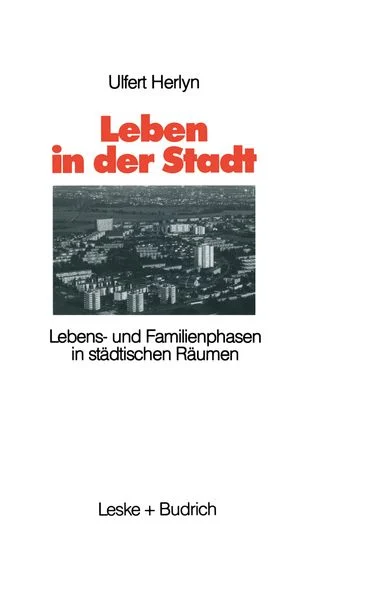 Ulfert Herlyn
Leben
in der Stadt
Lebens- und Familienphasen
in städtischen Räumen
Leske + Budrich